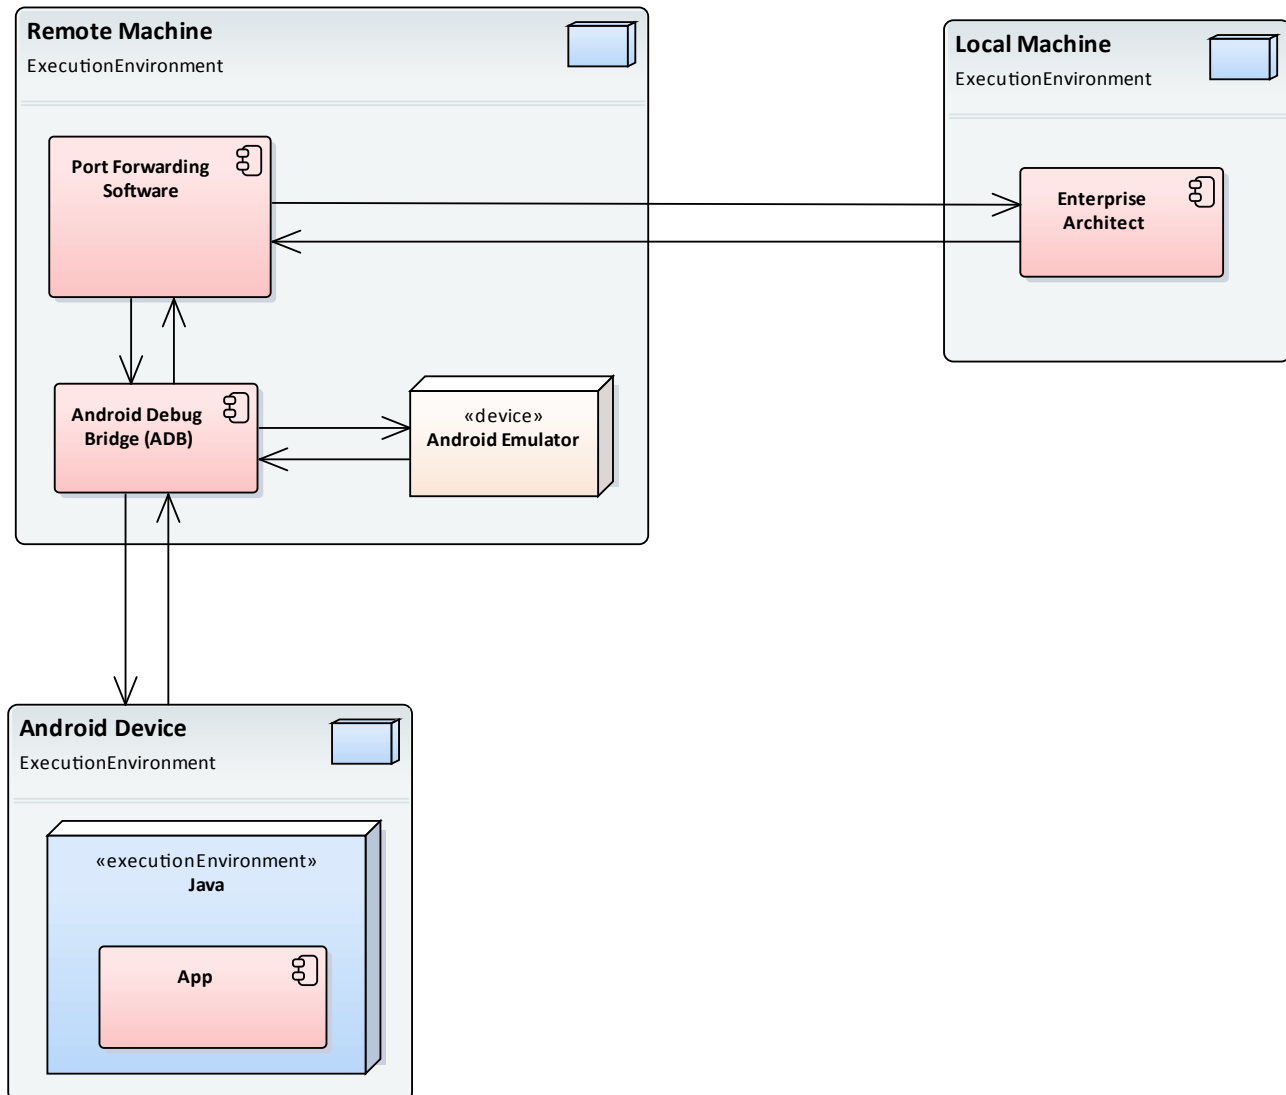 Remote Machine
ExecutionEnvironment
Port Forwarding
Software
Android Debug
Bridge (ADB)
«device»
Android Emulator
Local Machine
ExecutionEnvironment
Enterprise
Architect
Android Device
ExecutionEnvironment
«executionEnvironment»
Java
App